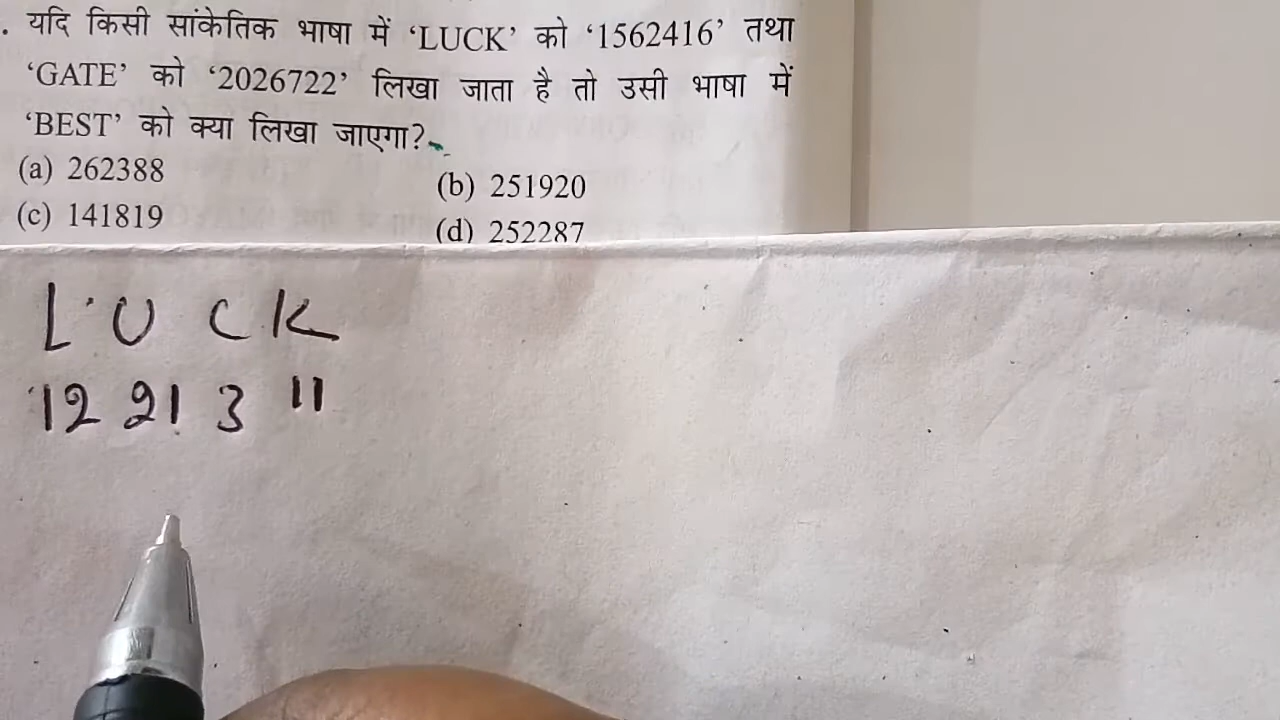 . यदि किसी सांकेतिक भाषा में ‘LUCK’ को ‘1562416’ तथा
‘GATE’ को ‘2026722’ लिखा जाता है तो उसी भाषा में
‘BEST’ को क्या लिखा जाएगा?
(a) 262388 (b) 251920
(c) 141819 (d) 252287
L U C K
12 21 3 11